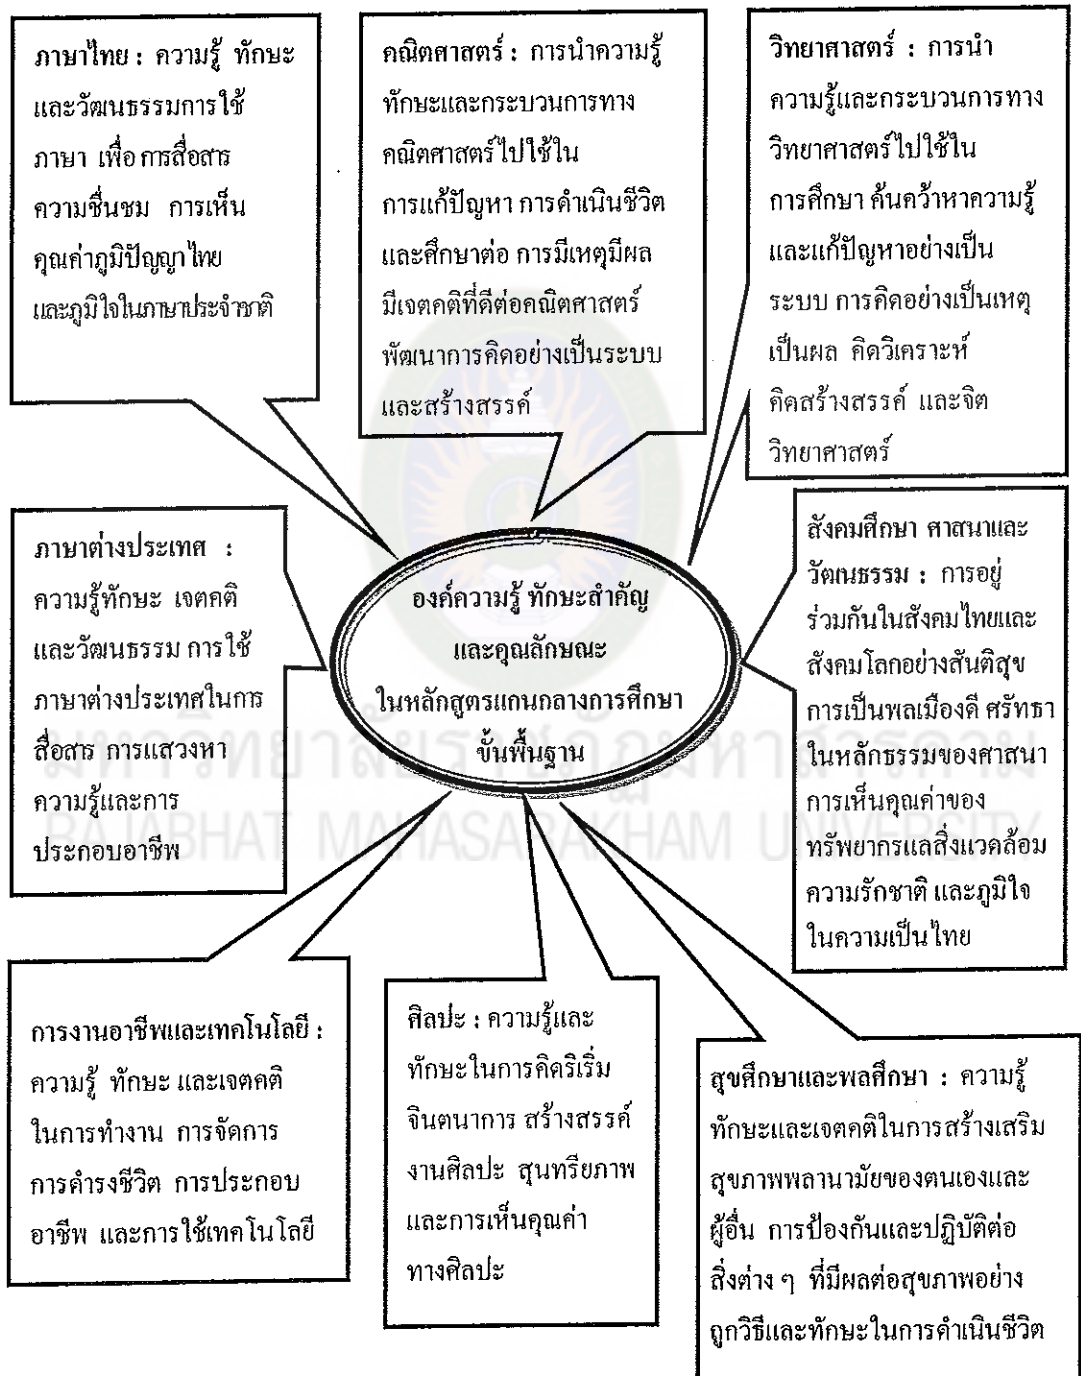 ภาษาไทย : ความรู้ ทักษะ
และวัฒนธรรมการใช้
ภาษา เพื่อ การสื่อสาร
ความชื่นชม การเห็น
คุณค่าภูมิปัญญาไทย
และภูมิใจในภาษาประจำชาติ
คณิตศาสตร์ : การนำความรู้
ทักษะและกระบวนการทาง
คณิตศาสตร์ไปใช้ใน
การแก้ปัญหา การดำเนินชีวิต
และศึกษาต่อ การมีเหตุมีผล
มีเจตคติที่ดีต่อคณิตศาสตร์
พัฒนาการคิดอย่างเป็นระบบ
และสร้างสรรค์
วิทยาศาสตร์ : การนำ
ความรู้และกระบวนการทาง
วิทยาศาสตร์ไปใช้ใน
การศึกษา ค้นคว้าหาความรู้
และแก้ปัญหาอย่างเป็น
ระบบ การคิดอย่างเป็นเหตุ
เป็นผล คิดวิเคราะห์
คิดสร้างสรรค์ และจิต
วิทยาศาสตร์
ภาษาต่างประเทศ :
ความรู้ทักษะ เจตคติ
และวัฒนธรรม การใช้
ภาษาต่างประเทศในการ
สื่อสาร การแสวงหา
ความรู้และการ
ประกอบอาชีพ
องค์ความรู้ ทักษะสำคัญ
และคุณลักษณะ
ในหลักสูตรแกนกลางการศึกษา
ขั้นพื้นฐาน
สังคมศึกษา ศาสนาและ
วัฒนธรรม : การอยู่
ร่วมกันในสังคมไทยและ
สังคมโลกอย่างสันติสุข
การเป็นพลเมืองดี ศรัทธา
ในหลักธรรมของศาสนา
การเห็นคุณค่าของ
ทรัพยากรแลสิ่งแวดล้อม
ความรักชาติ และภูมิใจ
ในความเป็นไทย
มหาวิทยาลัยราชภัฏมหาสารคาม
RAJABHAT MAHASARAKHAM UNIVERSITY
การงานอาชีพและเทคโนโลยี :
ความรู้ ทักษะ และเจตคติ
ในการทำงาน การจัดการ
การดำรงชีวิต การประกอบ
อาชีพ และการใช้เทคโนโลยี
ศิลปะ : ความรู้และ
ทักษะในการคิดริเริ่ม
จินตนาการ สร้างสรรค์
งานศิลปะ สุนทรียภาพ
และการเห็นคุณค่า
ทางศิลปะ
สุขศึกษาและพลศึกษา : ความรู้
ทักษะและเจตคติในการสร้างเสริม
สุขภาพพลานามัยของตนเองและ
ผู้อื่น การป้องกันและปฏิบัติต่อ
สิ่งต่าง ๆ ที่มีผลต่อสุขภาพอย่าง
ถูกวิธีและทักษะในการดำเนินชีวิต